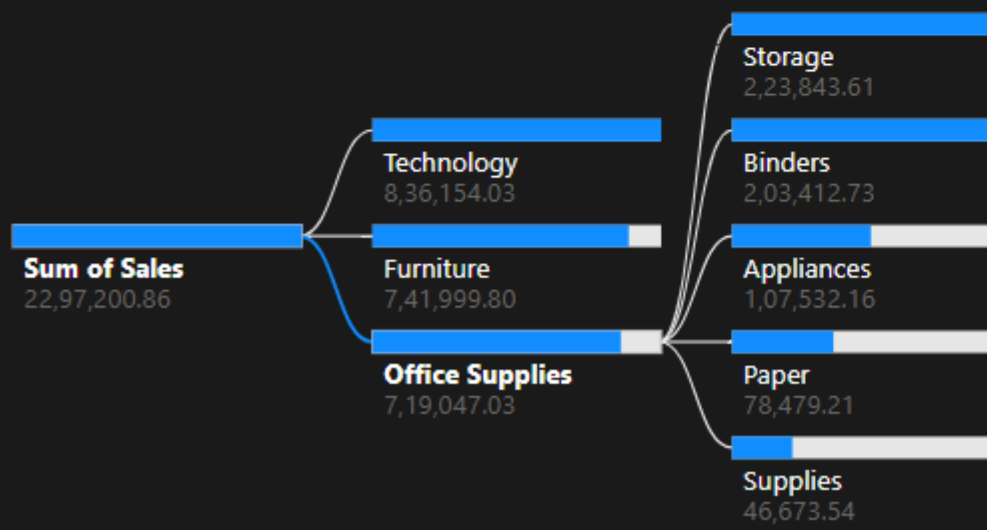 Sum of Sales
22,97,200.86
Technology
8,36,154.03
Furniture
7,41,999.80
Office Supplies
7,19,047.03
Storage
2,23,843.61
Binders
2,03,412.73
Appliances
1,07,532.16
Paper
78,479.21
Supplies
46,673.54